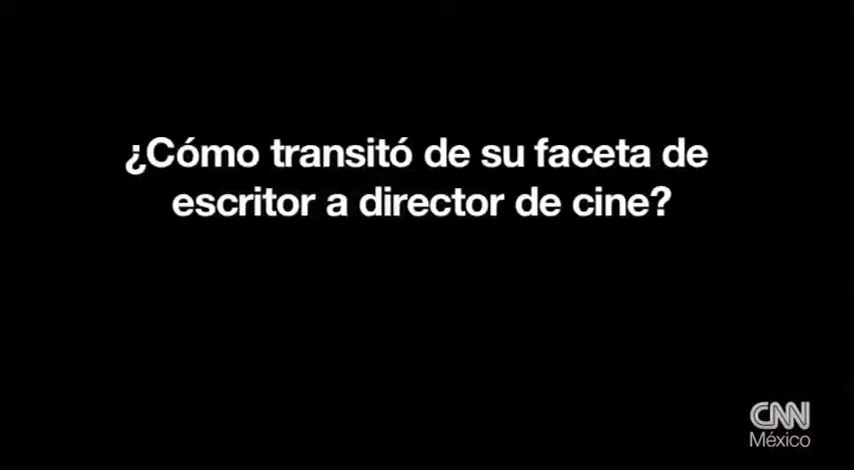 ¿Cómo transitó de su faceta de
escritor a director de cine?
CNN
México